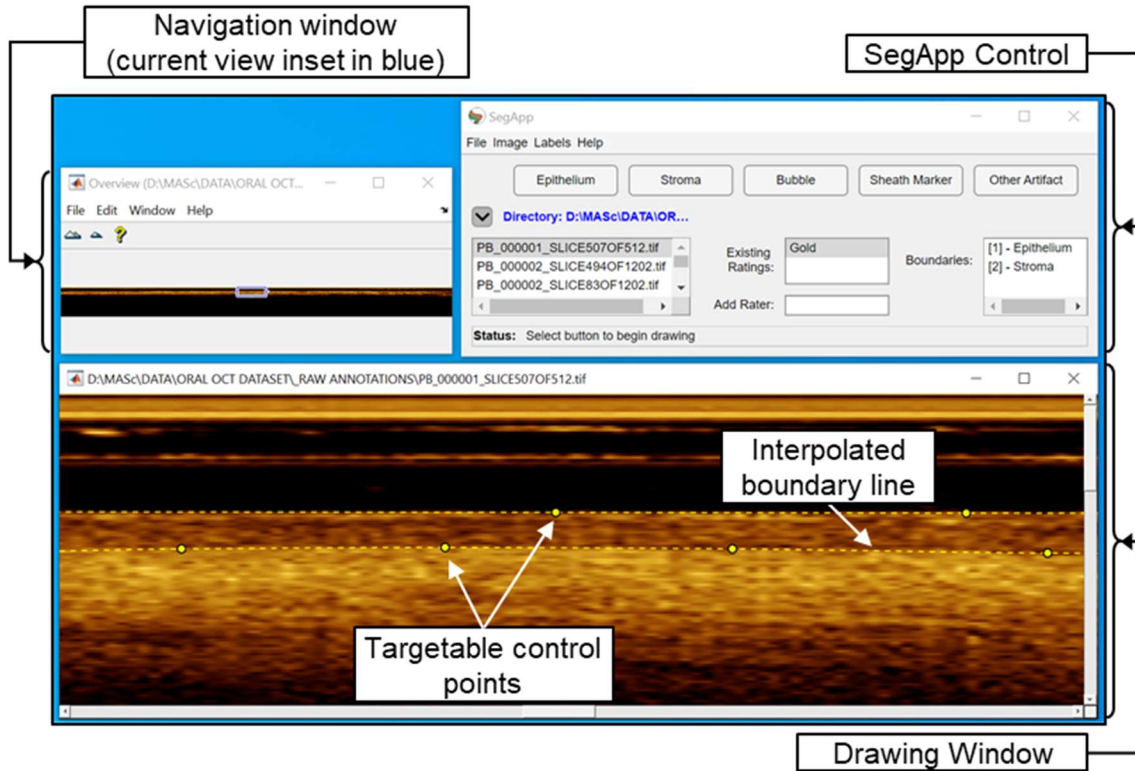 Navigation window
(current view inset in blue)
SegApp Control
SegApp
File Image Labels Help
Epithelium Stroma Bubble Sheath Marker Other Artifact
Directory: D:\MASc\DATA\OR...
PB_000001_SLICE507OF512.tif
PB_000002_SLICE494OF1202.tif
PB_000002_SLICE83OF1202.tif
Existing
Ratings:
Gold
Add Rater:
Boundaries:
[1] - Epithelium
[2] - Stroma
Status: Select button to begin drawing
Overview (D:\MASc\DATA\ORAL OCT...
File Edit Window Help
D:\MASc\DATA\ORAL OCT DATASET\_RAW ANNOTATIONS\PB_000001_SLICE507OF512.tif
Interpolated
boundary line
Targetable control
points
Drawing Window